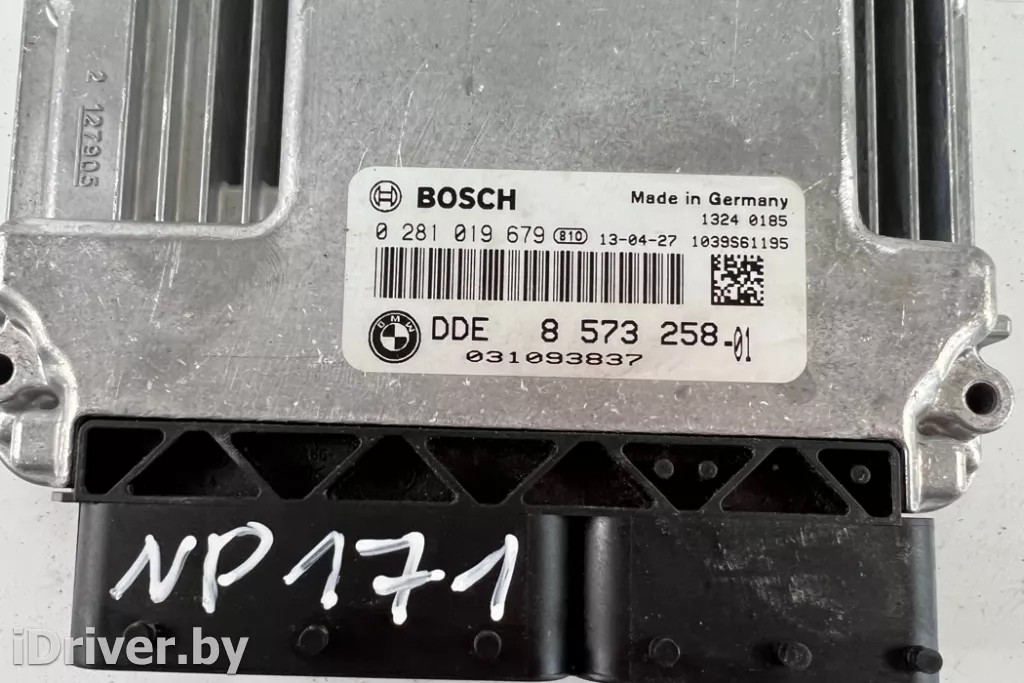 2 127905
BOSCH
Made in Germany
1324 0185
0 281 019 679 810 13-04-27 1039S61195
BMW
DDE 8 573 258-01
031093837
NP171
iDriver.by